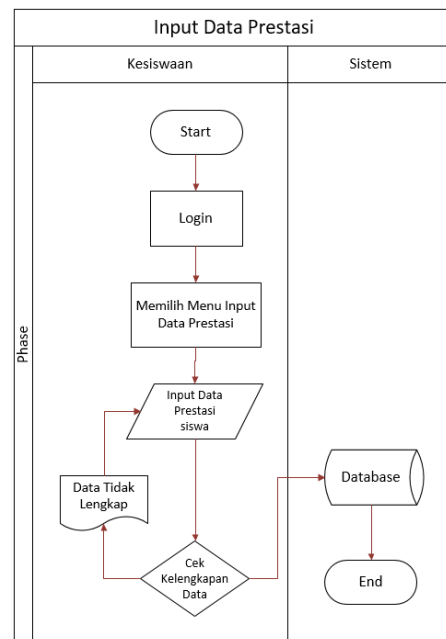 Input Data Prestasi
Kesiswaan
Sistem
Phase
Start
Login
Memilih Menu Input
Data Prestasi
Input Data
Prestasi
siswa
Data Tidak
Lengkap
Cek
Kelengkapan
Data
Database
End